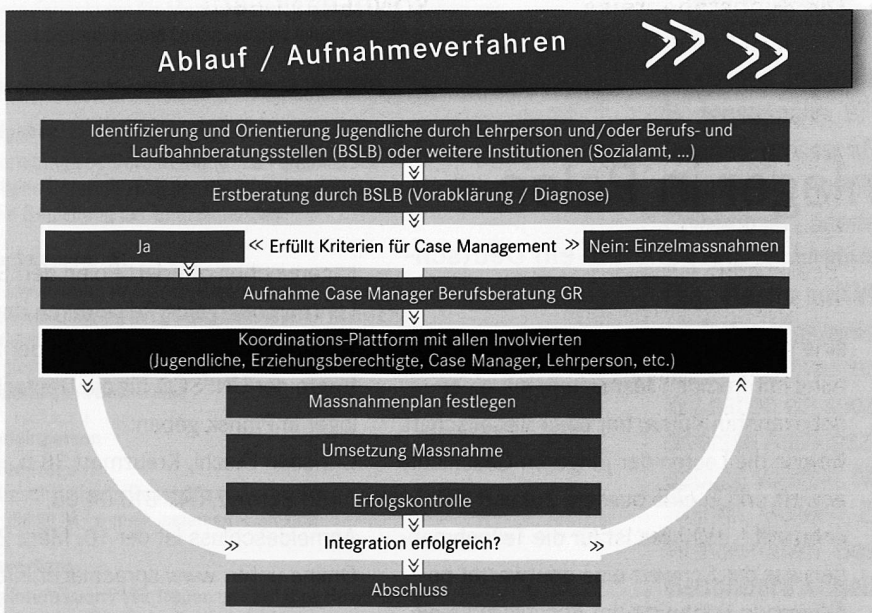 Ablauf / Aufnahmeverfahren
Identifizierung und Orientierung Jugendliche durch Lehrperson und/oder Berufs- und
Laufbahnberatungsstellen (BSLB) oder weitere Institutionen (Sozialamt, ...)
Erstberatung durch BSLB (Vorabklärung / Diagnose)
Ja
« Erfüllt Kriterien für Case Management »
Nein: Einzelmassnahmen
Aufnahme Case Manager Berufsberatung GR
Koordinations-Plattform mit allen Involvierten
(Jugendliche, Erziehungsberechtigte, Case Manager, Lehrperson, etc.)
Massnahmenplan festlegen
Umsetzung Massnahme
Erfolgskontrolle
Integration erfolgreich?
Abschluss